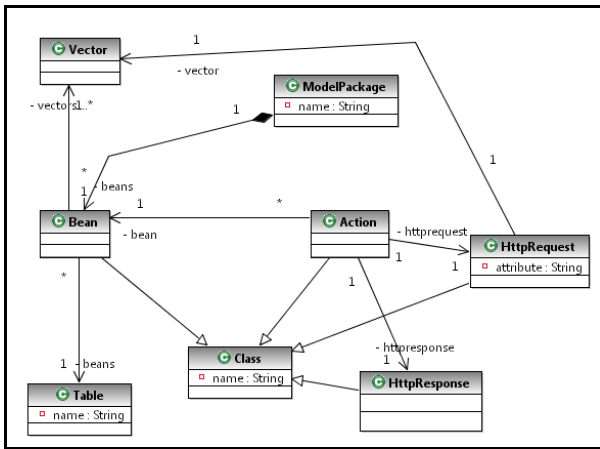 1
C Vector
- vector
C ModelPackage
- vectors 1..*
1
name : String
1
*
1 - beans
1
*
C Bean
C Action
- httprequest
- bean
C HttpRequest
1
1
attribute : String
*
1
- httpresponse
C Class
1
1 - beans
name : String
C HttpResponse
C Table
name : String